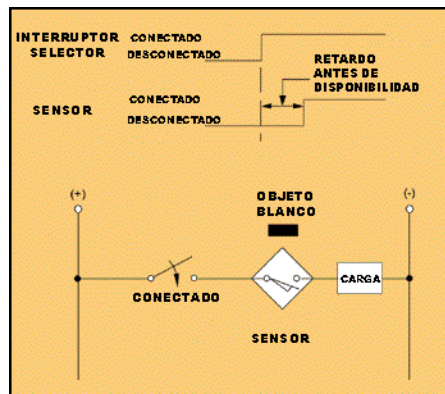 INTERRUPTOR
SELECTOR
CONECTADO
DESCONECTADO
RETARDO
ANTES DE
DISPONIBILIDAD
SENSOR
CONECTADO
DESCONECTADO
(+)
(-)
OBJETO
BLANCO
CONECTADO
CARGA
SENSOR